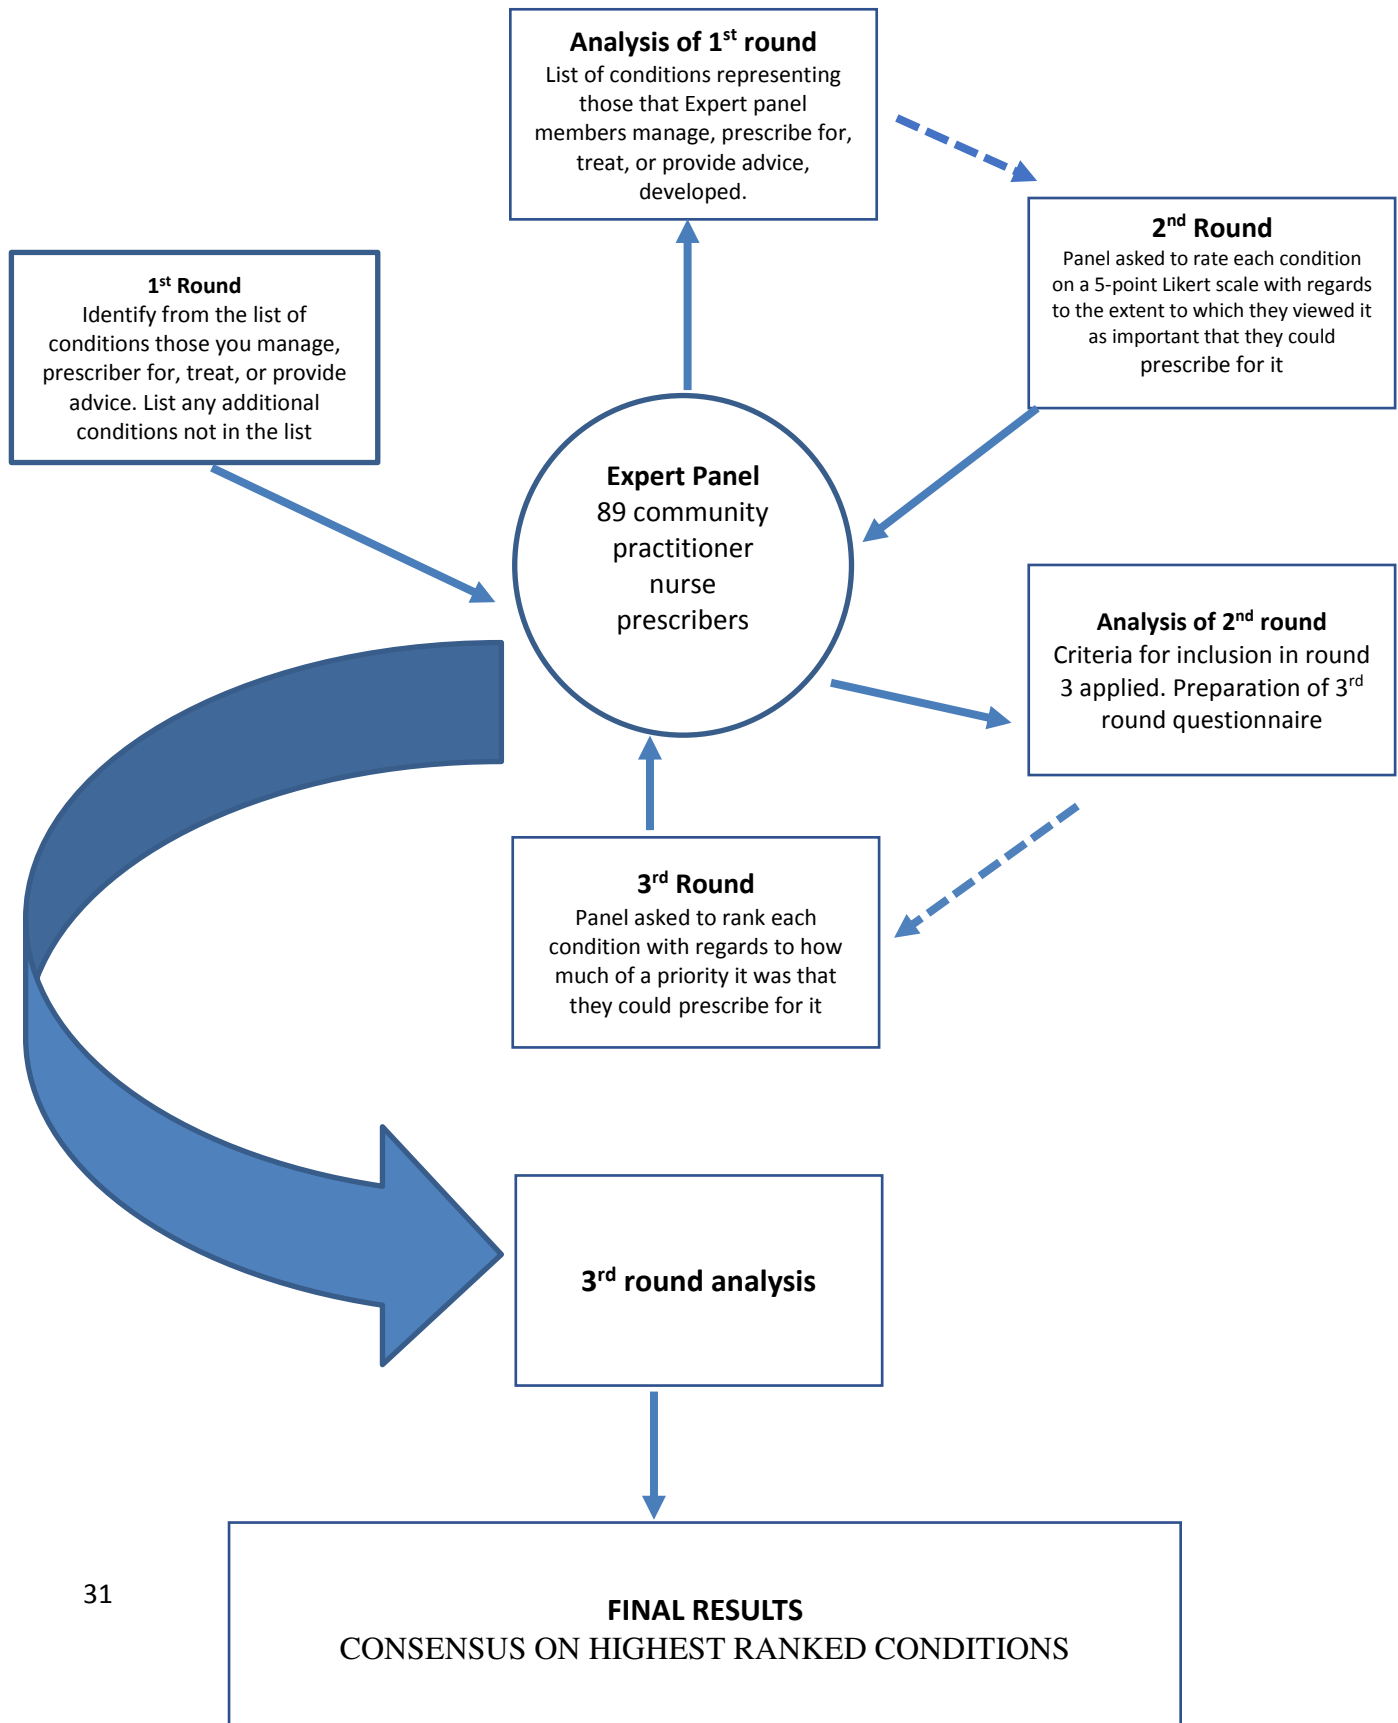 Analysis of 1st round
List of conditions representing
those that Expert panel
members manage, prescribe for,
treat, or provide advice,
developed.
2nd Round
Panel asked to rate each condition
on a 5-point Likert scale with regards
to the extent to which they viewed it
as important that they could
prescribe for it
1st Round
Identify from the list of
conditions those you manage,
prescriber for, treat, or provide
advice. List any additional
conditions not in the list
Expert Panel
89 community
practitioner
nurse
prescribers
Analysis of 2nd round
Criteria for inclusion in round
3 applied. Preparation of 3rd
round questionnaire
3rd Round
Panel asked to rank each
condition with regards to how
much of a priority it was that
they could prescribe for it
3rd round analysis
31
FINAL RESULTS
CONSENSUS ON HIGHEST RANKED CONDITIONS